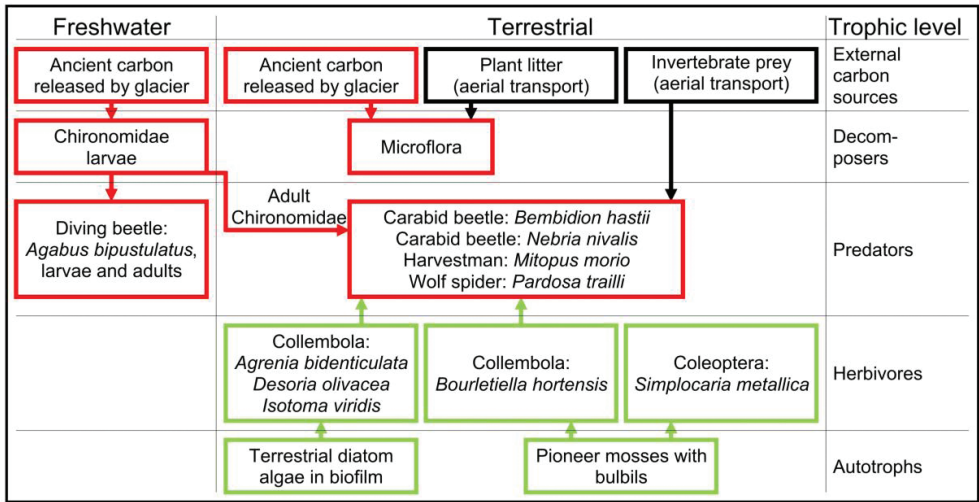 Freshwater
Terrestrial
Trophic level
Ancient carbon
released by glacier
Ancient carbon
released by glacier
Plant litter
(aerial transport)
Invertebrate prey
(aerial transport)
External
carbon
sources
Chironomidae
larvae
Microflora
Decom-
posers
Adult
Chironomidae
Diving beetle:
Agabus bipustulatus,
larvae and adults
Carabid beetle: Bembidion hastii
Carabid beetle: Nebria nivalis
Harvestman: Mitopus morio
Wolf spider: Pardosa trailli
Predators
Collembola:
Agrenia bidenticulata
Desoria olivacea
Isotoma viridis
Collembola:
Bourletiella hortensis
Coleoptera:
Simplocaria metallica
Herbivores
Terrestrial diatom
algae in biofilm
Pioneer mosses with
bulbils
Autotrophs